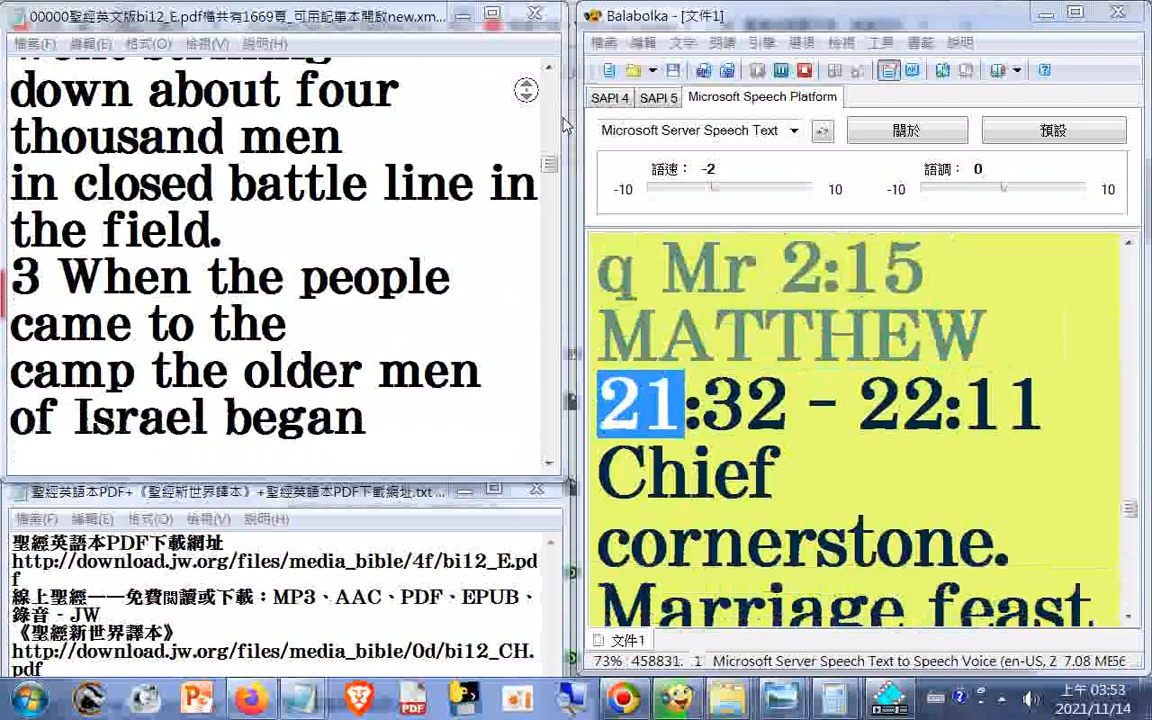 00000聖經英文版bi12_E.pdf檔共有1669頁_可用記事本開啟new.xm...
檔案(F) 編輯(E) 格式(O) 檢視(V) 說明(H)
down about four
thousand men
in closed battle line in
the field.
3 When the people
came to the
camp the older men
of Israel began
聖經英語本PDF+《聖經新世界譯本》+聖經英語本PDF下載網址.txt ...
檔案(F) 編輯(E) 格式(O) 檢視(V) 說明(H)
聖經英語本PDF下載網址
http://download.jw.org/files/media_bible/4f/bi12_E.pd
f
線上聖經——免費閱讀或下載：MP3、AAC、PDF、EPUB、
錄音 - JW
《聖經新世界譯本》
http://download.jw.org/files/media_bible/0d/bi12_CH.
pdf
Balabolka - [文件1]
檔案 編輯 文字 朗讀 引擎 選項 檢視 工具 書籤 說明
SAPI 4 SAPI 5 Microsoft Speech Platform
Microsoft Server Speech Text 關於 預設
語速： -2 語調： 0
-10 10 -10 10
q Mr 2:15
MATTHEW
21:32 - 22:11
Chief
cornerstone.
Marriage feast
文件1
73% 458831. .1 Microsoft Server Speech Text to Speech Voice (en-US, Z 7.08 ME56
PDF
上午 03:53
2021/11/14